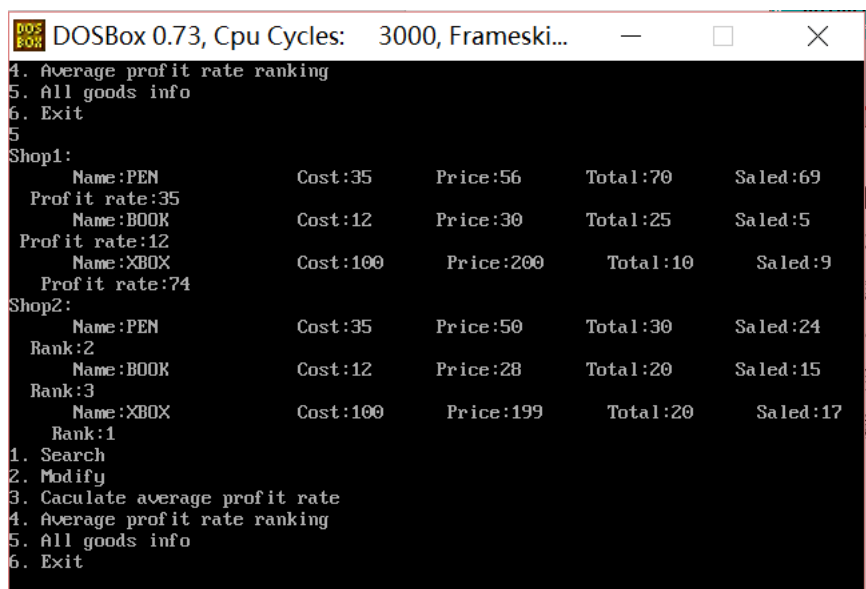 DOS BOX DOSBox 0.73, Cpu Cycles: 3000, Frameski...
4. Average profit rate ranking
5. All goods info
6. Exit
5
Shop1:
Name:PEN Cost:35 Price:56 Total:70 Saled:69
Profit rate:35
Name:BOOK Cost:12 Price:30 Total:25 Saled:5
Profit rate:12
Name:XBOX Cost:100 Price:200 Total:10 Saled:9
Profit rate:74
Shop2:
Name:PEN Cost:35 Price:50 Total:30 Saled:24
Rank:2
Name:BOOK Cost:12 Price:28 Total:20 Saled:15
Rank:3
Name:XBOX Cost:100 Price:199 Total:20 Saled:17
Rank:1
1. Search
2. Modify
3. Caculate average profit rate
4. Average profit rate ranking
5. All goods info
6. Exit